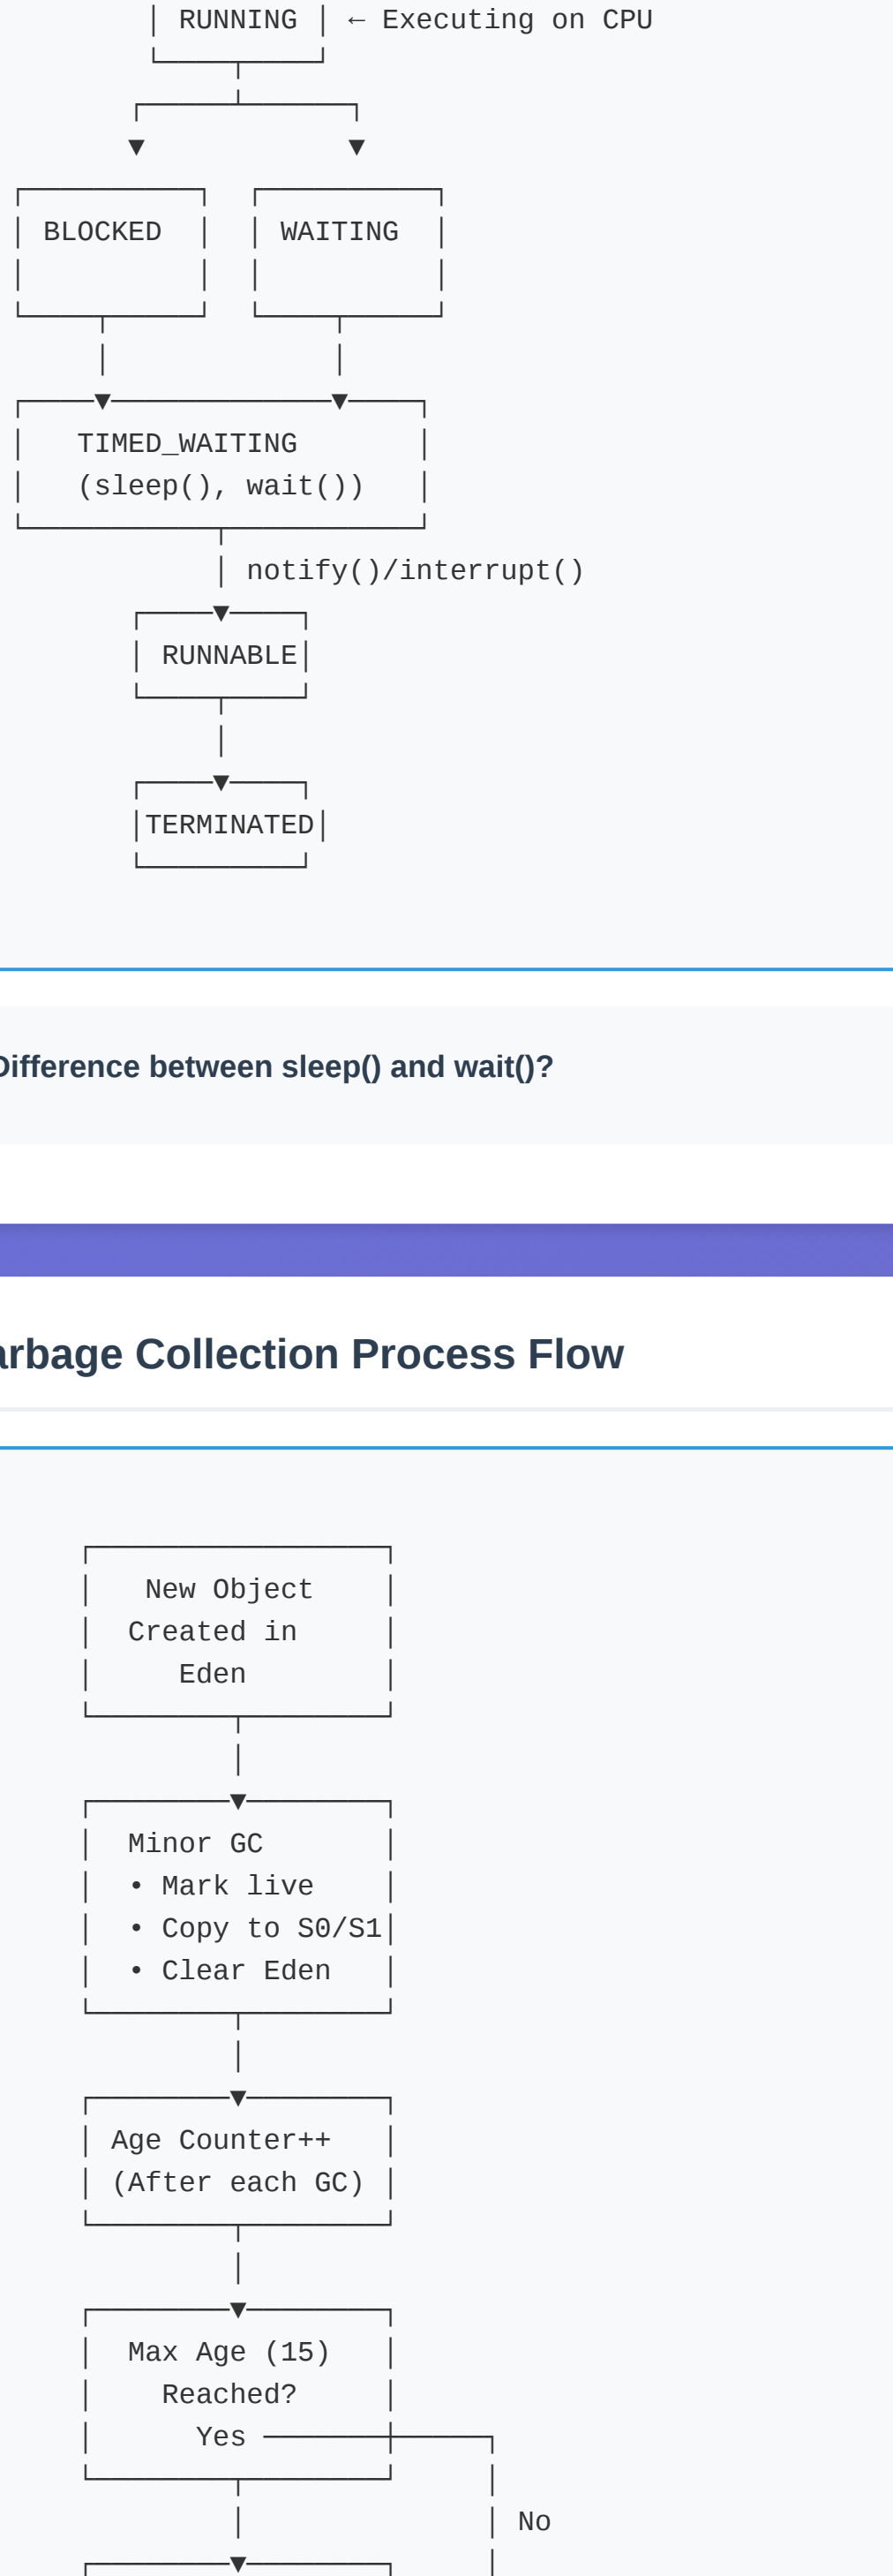 RUNNING ← Executing on CPU
BLOCKED WAITING
TIMED_WAITING
(sleep(), wait())
notify()/interrupt()
RUNNABLE
TERMINATED
Difference between sleep() and wait()?
arbage Collection Process Flow
New Object
Created in
Eden
Minor GC
• Mark live
• Copy to S0/S1
• Clear Eden
Age Counter++
(After each GC)
Max Age (15)
Reached?
Yes
No